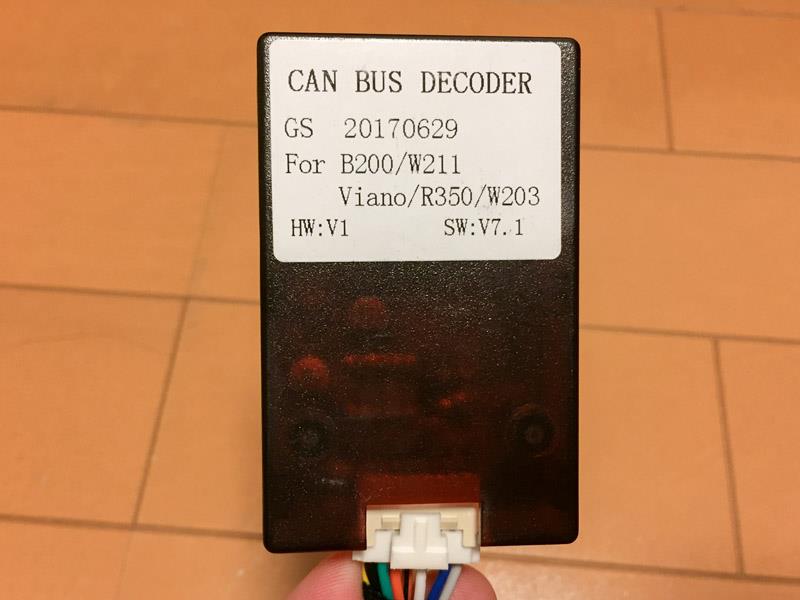 CAN BUS DECODER
GS 20170629
For B200/W211
Viano/R350/W203
HW:V1 SW:V7.1